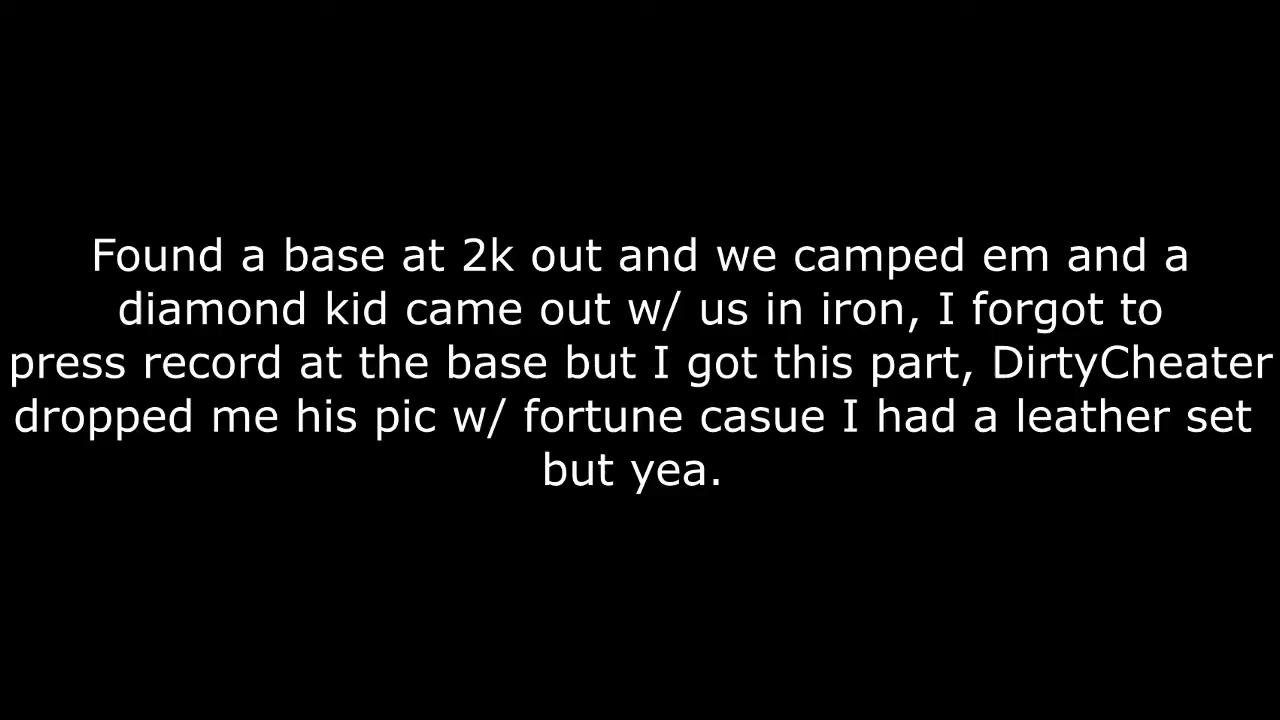 Found a base at 2k out and we camped em and a
diamond kid came out w/ us in iron, I forgot to
press record at the base but I got this part, DirtyCheater
dropped me his pic w/ fortune casue I had a leather set
but yea.